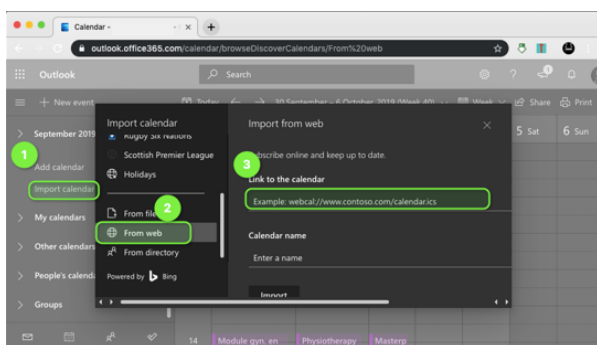 Calendar -
outlook.office365.com/calendar/browseDiscoverCalendars/From%20web
Outlook
Search
New event
Today
30 September – 6 October, 2019 (Week 40)
Week
Share
Print
September 2019
5 Sat
6 Sun
1
Add calendar
Import calendar
My calendars
Other calendars
People's calenda
Groups
Import calendar
Rugby Six Nations
Scottish Premier League
Holidays
From file
2
From web
From directory
Powered by Bing
Import from web
3
subscribe online and keep up to date.
Link to the calendar
Example: webcal://www.contoso.com/calendar.ics
Calendar name
Enter a name
Import
14
Module gyn. en
Physiotherapy
Masterp